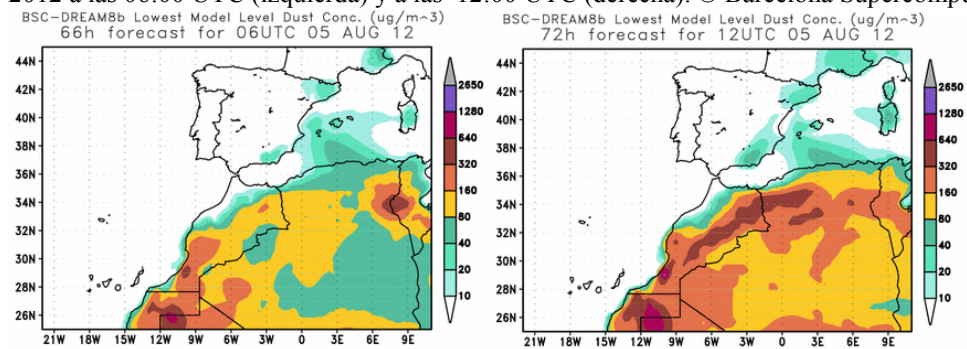 2012 a las 06:00 UTC (izquierda) y a las 12:00 UTC (derecha). © Barcelona Supercompu
BSC-DREAM8b Lowest Model Level Dust Conc. (ug/m^3)
66h forecast for 06UTC 05 AUG 12
44N
42N
40N
38N
36N
34N
32N
30N
28N
26N
21W 18W 15W 12W 9W 6W 3W 0 3E 6E 9E
2650
1280
640
320
160
80
40
20
10
BSC-DREAM8b Lowest Model Level Dust Conc. (ug/m^3)
72h forecast for 12UTC 05 AUG 12
44N
42N
40N
38N
36N
34N
32N
30N
28N
26N
21W 18W 15W 12W 9W 6W 3W 0 3E 6E 9E
2650
1280
640
320
160
80
40
20
10